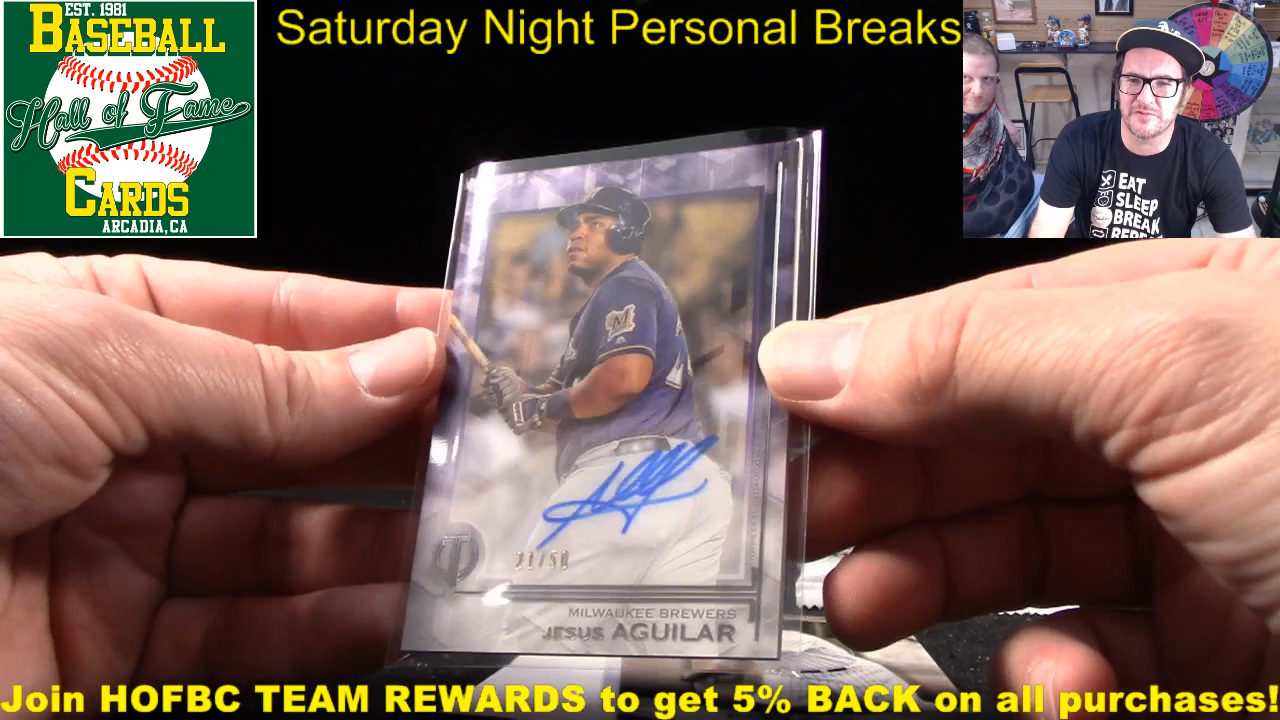 EST. 1981
BASEBALL
Hall of Fame
CARDS
ARCADIA, CA
Saturday Night Personal Breaks
EAT
SLEEP
BREAK
REPEAT
M
21/50
MILWAUKEE BREWERS
JESUS AGUILAR
Join HOFBC TEAM REWARDS to get 5% BACK on all purchases!